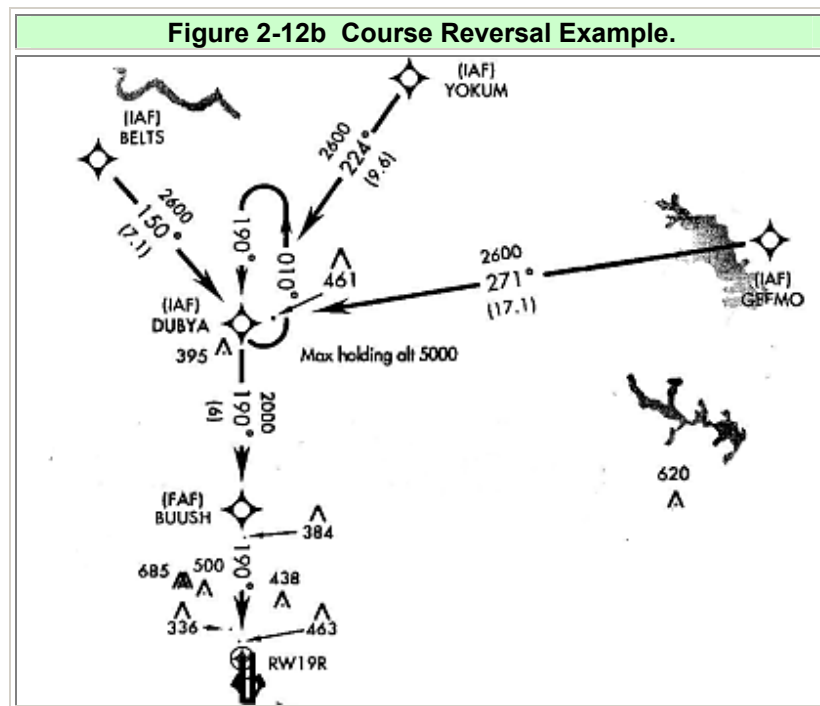 Figure 2-12b Course Reversal Example.
(IAF)
YOKUM
(IAF)
BELTS
2600
224°
(9.6)
2600
150°
(7.1)
190°
010°
461
2600
271°
(17.1)
(IAF)
GEFMO
(IAF)
DUBYA
395
Max holding alt 5000
2000
190°
(6)
620
(FAF)
BUUSH
384
190°
685
500
438
336
463
RW19R